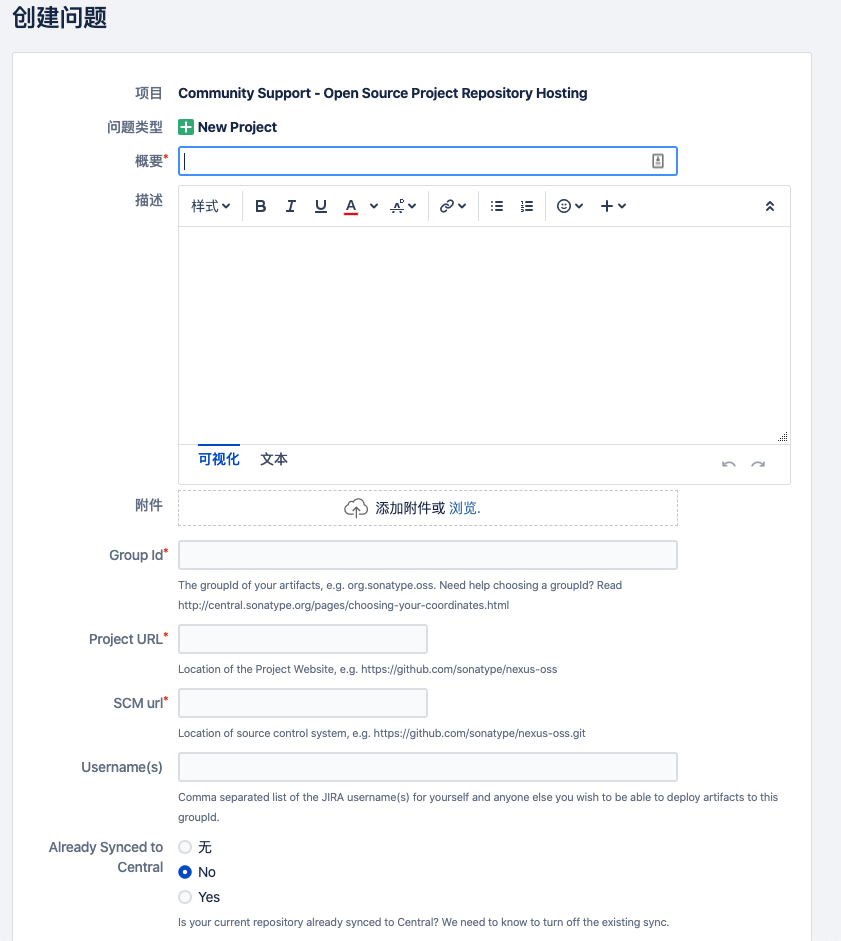 创建问题
项目 Community Support - Open Source Project Repository Hosting
问题类型 New Project
概要*
描述 样式 B I U A
可视化 文本
附件 添加附件或 浏览.
Group Id*
The groupId of your artifacts, e.g. org.sonatype.oss. Need help choosing a groupId? Read
http://central.sonatype.org/pages/choosing-your-coordinates.html
Project URL*
Location of the Project Website, e.g. https://github.com/sonatype/nexus-oss
SCM url*
Location of source control system, e.g. https://github.com/sonatype/nexus-oss.git
Username(s)
Comma separated list of the JIRA username(s) for yourself and anyone else you wish to be able to deploy artifacts to this
groupId.
Already Synced to 无
Central No
Yes
Is your current repository already synced to Central? We need to know to turn off the existing sync.